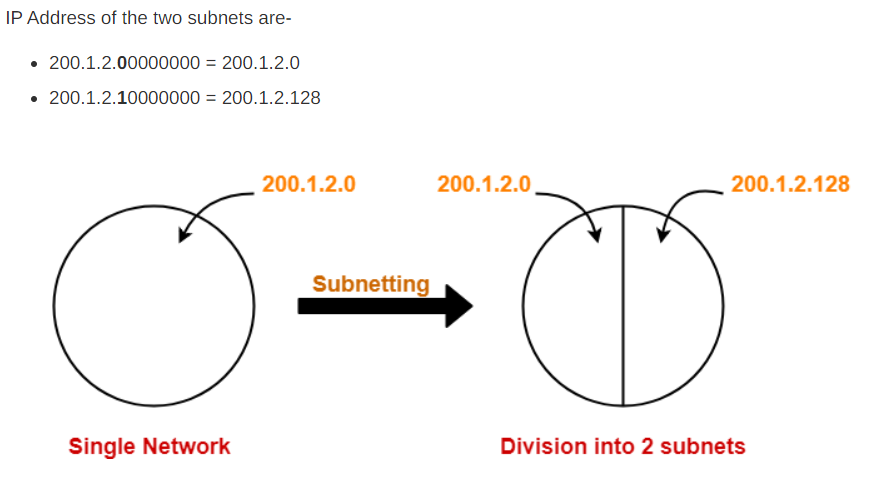 IP Address of the two subnets are-
• 200.1.2.00000000 = 200.1.2.0
• 200.1.2.10000000 = 200.1.2.128
200.1.2.0
200.1.2.0
200.1.2.128
Subnetting
Single Network
Division into 2 subnets